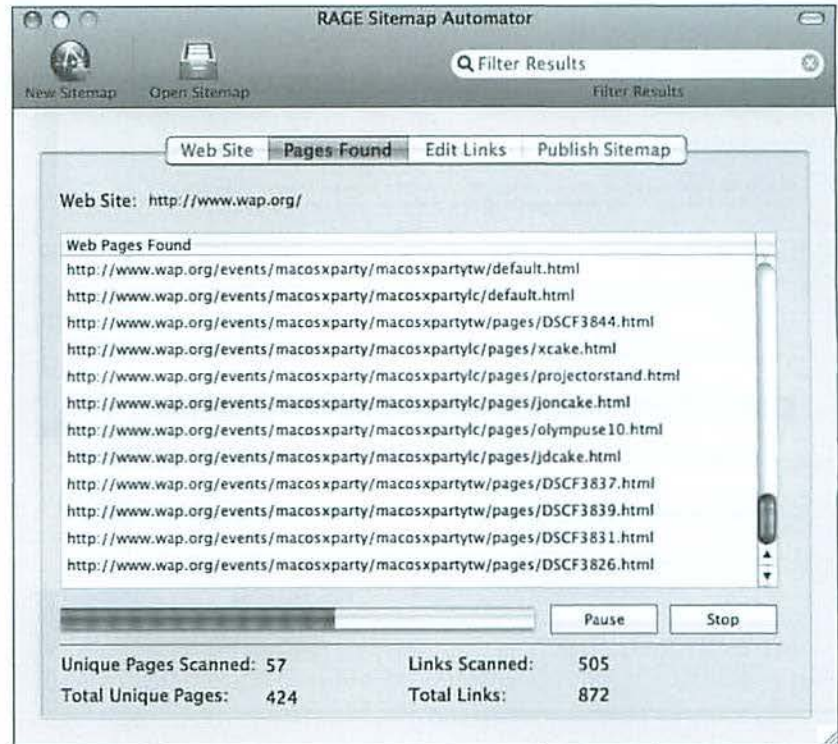 RAGE Sitemap Automator
Filter Results
New Sitemap Open Sitemap Filter Results
Web Site Pages Found Edit Links Publish Sitemap
Web Site: http://www.wap.org/
Web Pages Found
http://www.wap.org/events/macosxparty/macosxpartytw/default.html
http://www.wap.org/events/macosxparty/macosxpartylc/default.html
http://www.wap.org/events/macosxparty/macosxpartytw/pages/DSCF3844.html
http://www.wap.org/events/macosxparty/macosxpartylc/pages/xcake.html
http://www.wap.org/events/macosxparty/macosxpartylc/pages/projectorstand.html
http://www.wap.org/events/macosxparty/macosxpartylc/pages/joncake.html
http://www.wap.org/events/macosxparty/macosxpartylc/pages/olympuse10.html
http://www.wap.org/events/macosxparty/macosxpartylc/pages/jdcake.html
http://www.wap.org/events/macosxparty/macosxpartytw/pages/DSCF3837.html
http://www.wap.org/events/macosxparty/macosxpartytw/pages/DSCF3839.html
http://www.wap.org/events/macosxparty/macosxpartytw/pages/DSCF3831.html
http://www.wap.org/events/macosxparty/macosxpartytw/pages/DSCF3826.html
Pause Stop
Unique Pages Scanned: 57 Links Scanned: 505
Total Unique Pages: 424 Total Links: 872